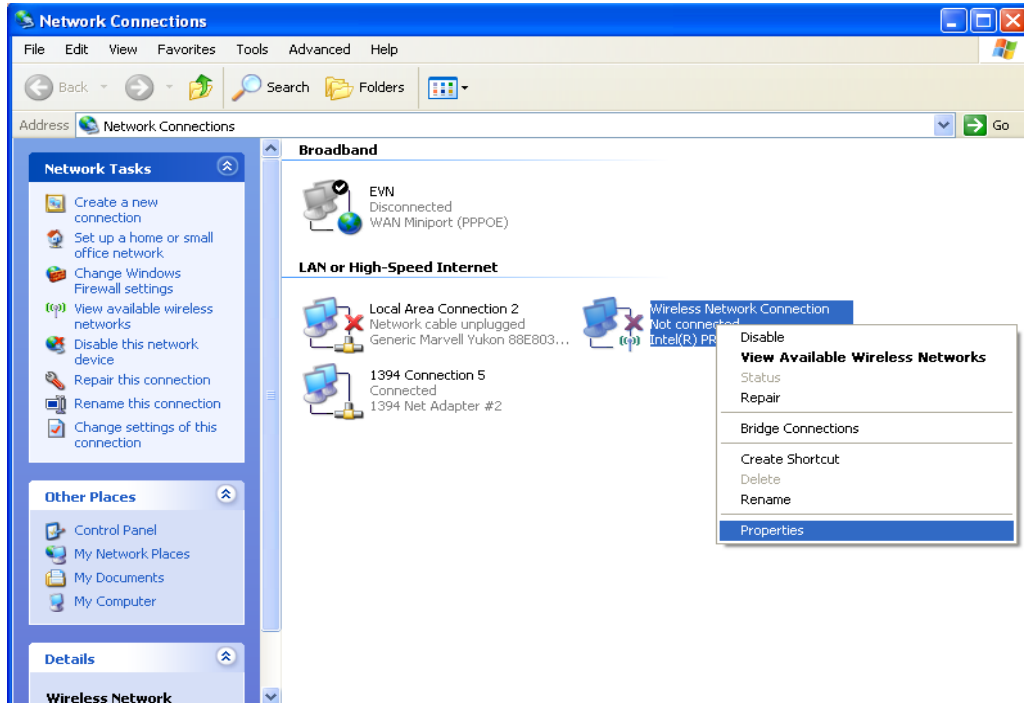 Network Connections
File Edit View Favorites Tools Advanced Help
Back Search Folders
Address Network Connections Go
Network Tasks
Create a new
connection
Set up a home or small
office network
Change Windows
Firewall settings
View available wireless
networks
Disable this network
device
Repair this connection
Rename this connection
Change settings of this
connection
Other Places
Control Panel
My Network Places
My Documents
My Computer
Details
Wireless Network
Broadband
EVN
Disconnected
WAN Miniport (PPPOE)
LAN or High-Speed Internet
Local Area Connection 2
Network cable unplugged
Generic Marvell Yukon 88E803...
Wireless Network Connection
Not connected
Intel(R) PR
1394 Connection 5
Connected
1394 Net Adapter #2
Disable
View Available Wireless Networks
Status
Repair
Bridge Connections
Create Shortcut
Delete
Rename
Properties